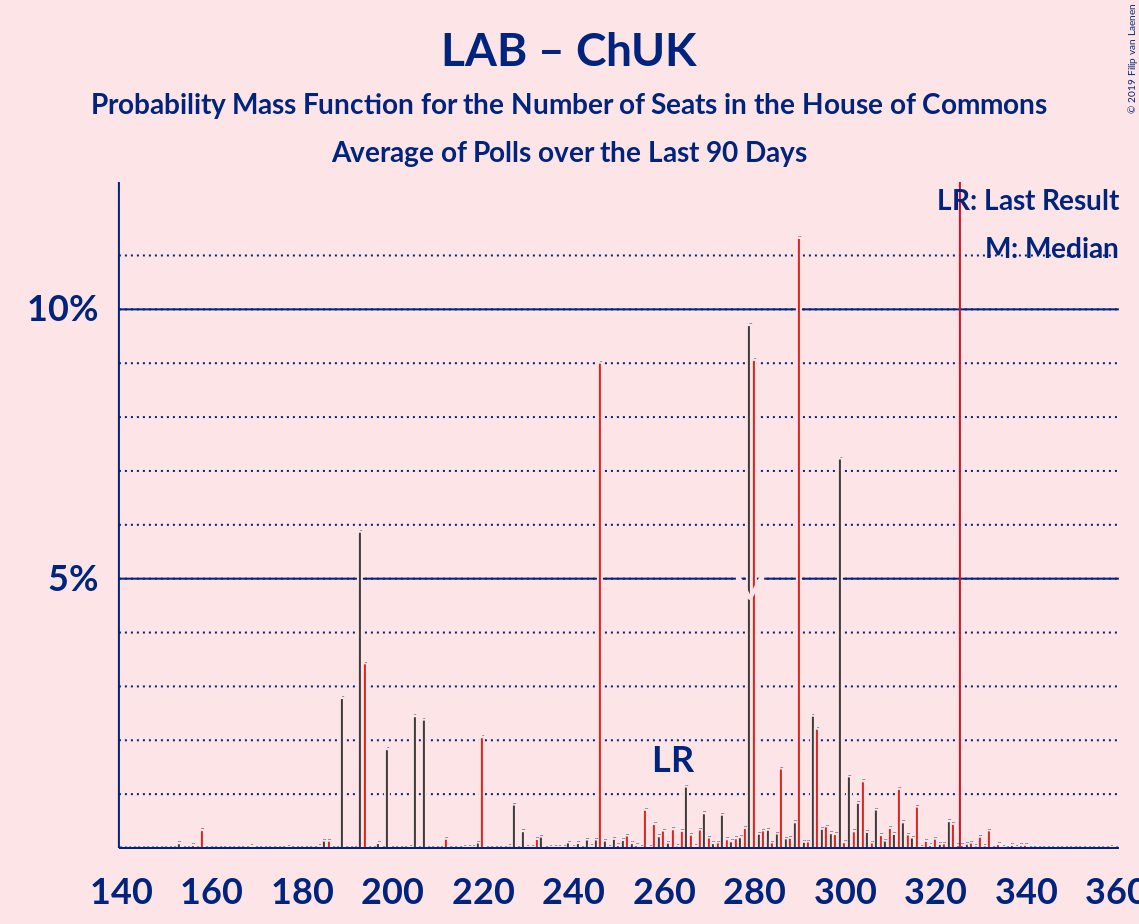 LAB – ChUK
Probability Mass Function for the Number of Seats in the House of Commons
Average of Polls over the Last 90 Days
© 2019 Filip van Laenen
LR: Last Result
M: Median
10%
5%
LR
140 160 180 200 220 240 260 280 300 320 340 360